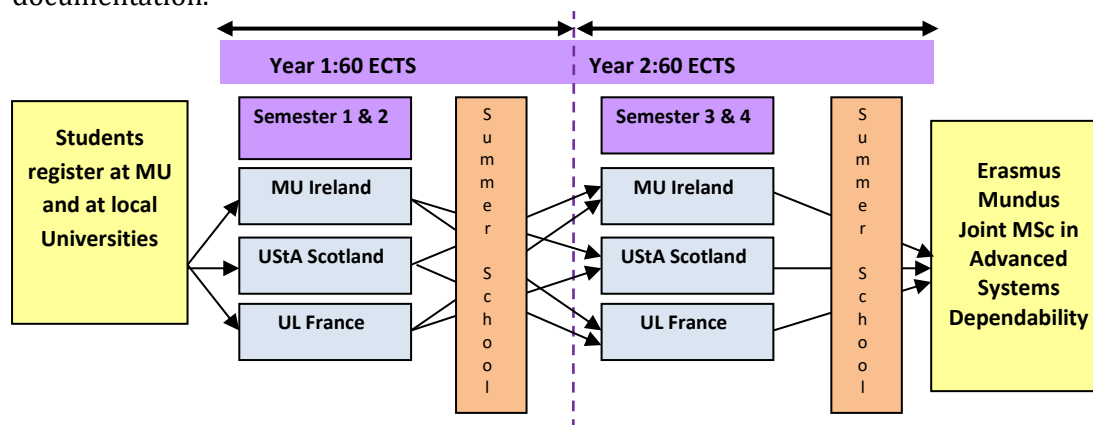 documentation.
Year 1:60 ECTS
Year 2:60 ECTS
Students
register at MU
and at local
Universities
Semester 1 & 2
MU Ireland
UStA Scotland
UL France
Summer School
Semester 3 & 4
MU Ireland
UStA Scotland
UL France
Summer School
Erasmus
Mundus
Joint MSc in
Advanced
Systems
Dependability